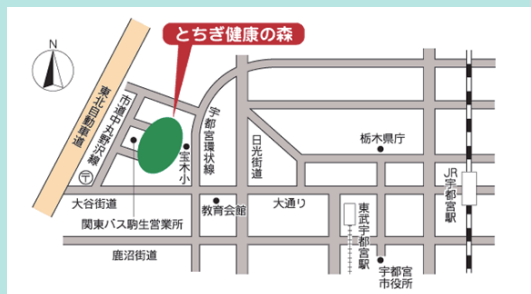 とちぎ健康の森
N
東北自動車道
市道中丸野沢線
宇都宮環状線
日光街道
栃木県庁
宝木小
〒
大谷街道
教育会館
大通り
JR宇都宮駅
関東バス駒生営業所
東武宇都宮駅
鹿沼街道
宇都宮
市役所